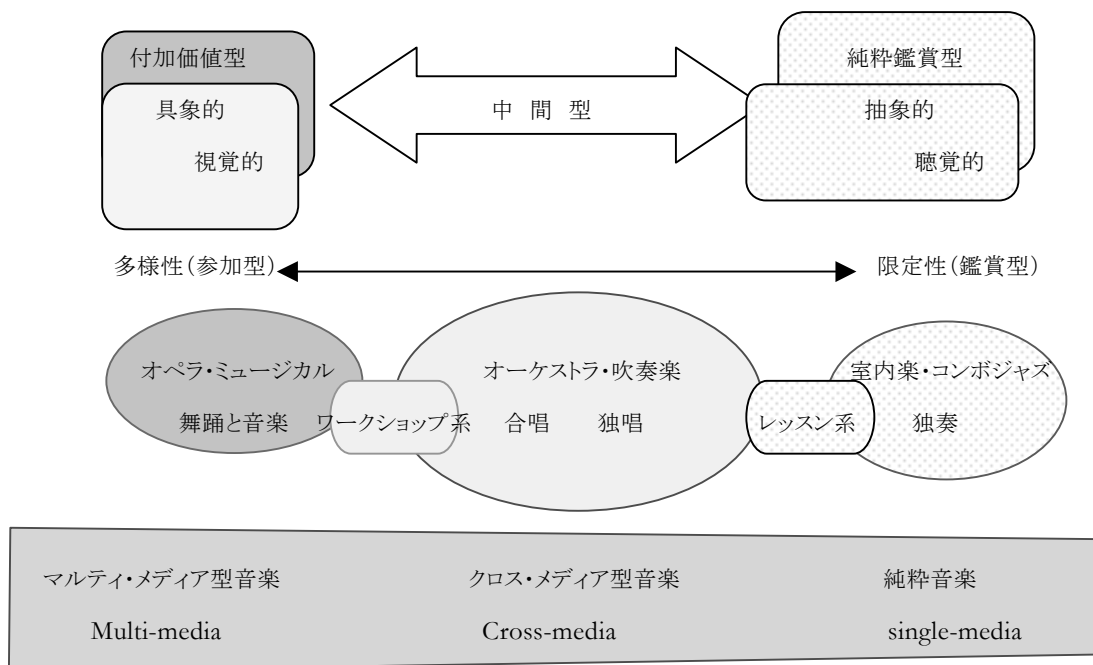 付加価値型
純粋鑑賞型
具象的
中 間 型
抽象的
視覚的
聴覚的
多様性(参加型)
限定性(鑑賞型)
オペラ・ミュージカル
オーケストラ・吹奏楽
室内楽・コンボジャズ
舞踊と音楽
ワークショップ系
合唱
独唱
レッスン系
独奏
マルティ・メディア型音楽
クロス・メディア型音楽
純粋音楽
Multi-media
Cross-media
single-media